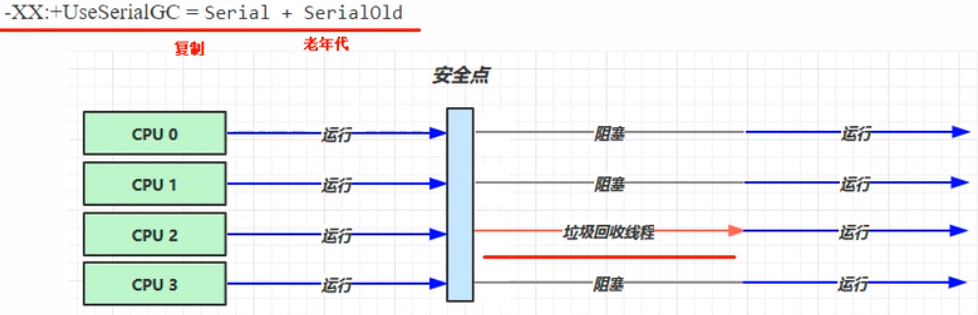 -XX:+UseSerialGC = Serial + SerialOld
复制 老年代
安全点
CPU 0 运行 阻塞 运行
CPU 1 运行 阻塞 运行
CPU 2 运行 垃圾回收线程 运行
CPU 3 运行 阻塞 运行